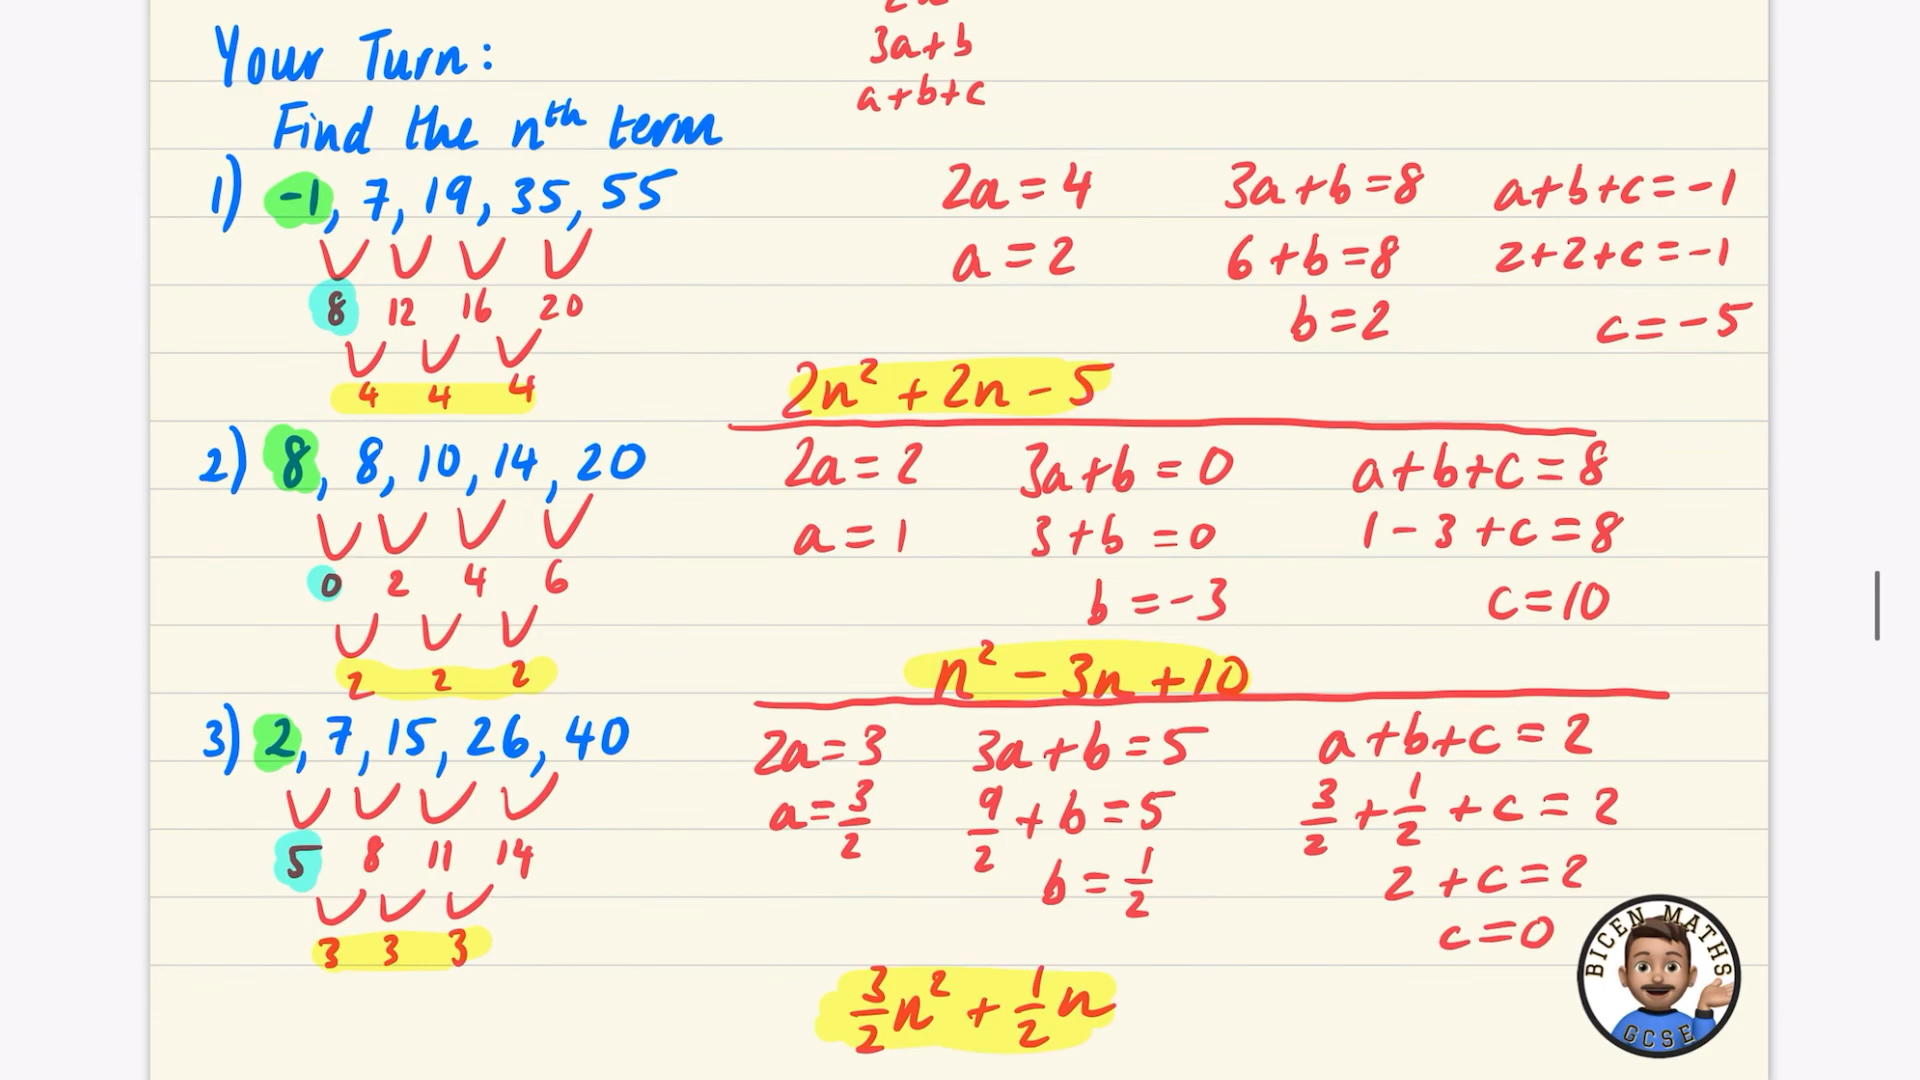 3a+b
a+b+c
Your Turn:
Find the nth term
1) -1, 7, 19, 35, 55
8 12 16 20
4 4 4
2a = 4
a = 2
3a+b=8
6+b=8
b=2
a+b+c=-1
2+2+c=-1
c=-5
2n² + 2n - 5
2) 8, 8, 10, 14, 20
0 2 4 6
2 2 2
2a = 2
a = 1
3a+b = 0
3+b = 0
b = -3
a+b+c = 8
1-3+c=8
c=10
n² - 3n + 10
3) 2, 7, 15, 26, 40
5 8 11 14
3 3 3
2a = 3
a = 3/2
3a+b=5
9/2 + b = 5
b = 1/2
a+b+c = 2
3/2 + 1/2 + c = 2
2 + c = 2
c=0
3/2n² + 1/2n
BICEN MATHS
GCSE